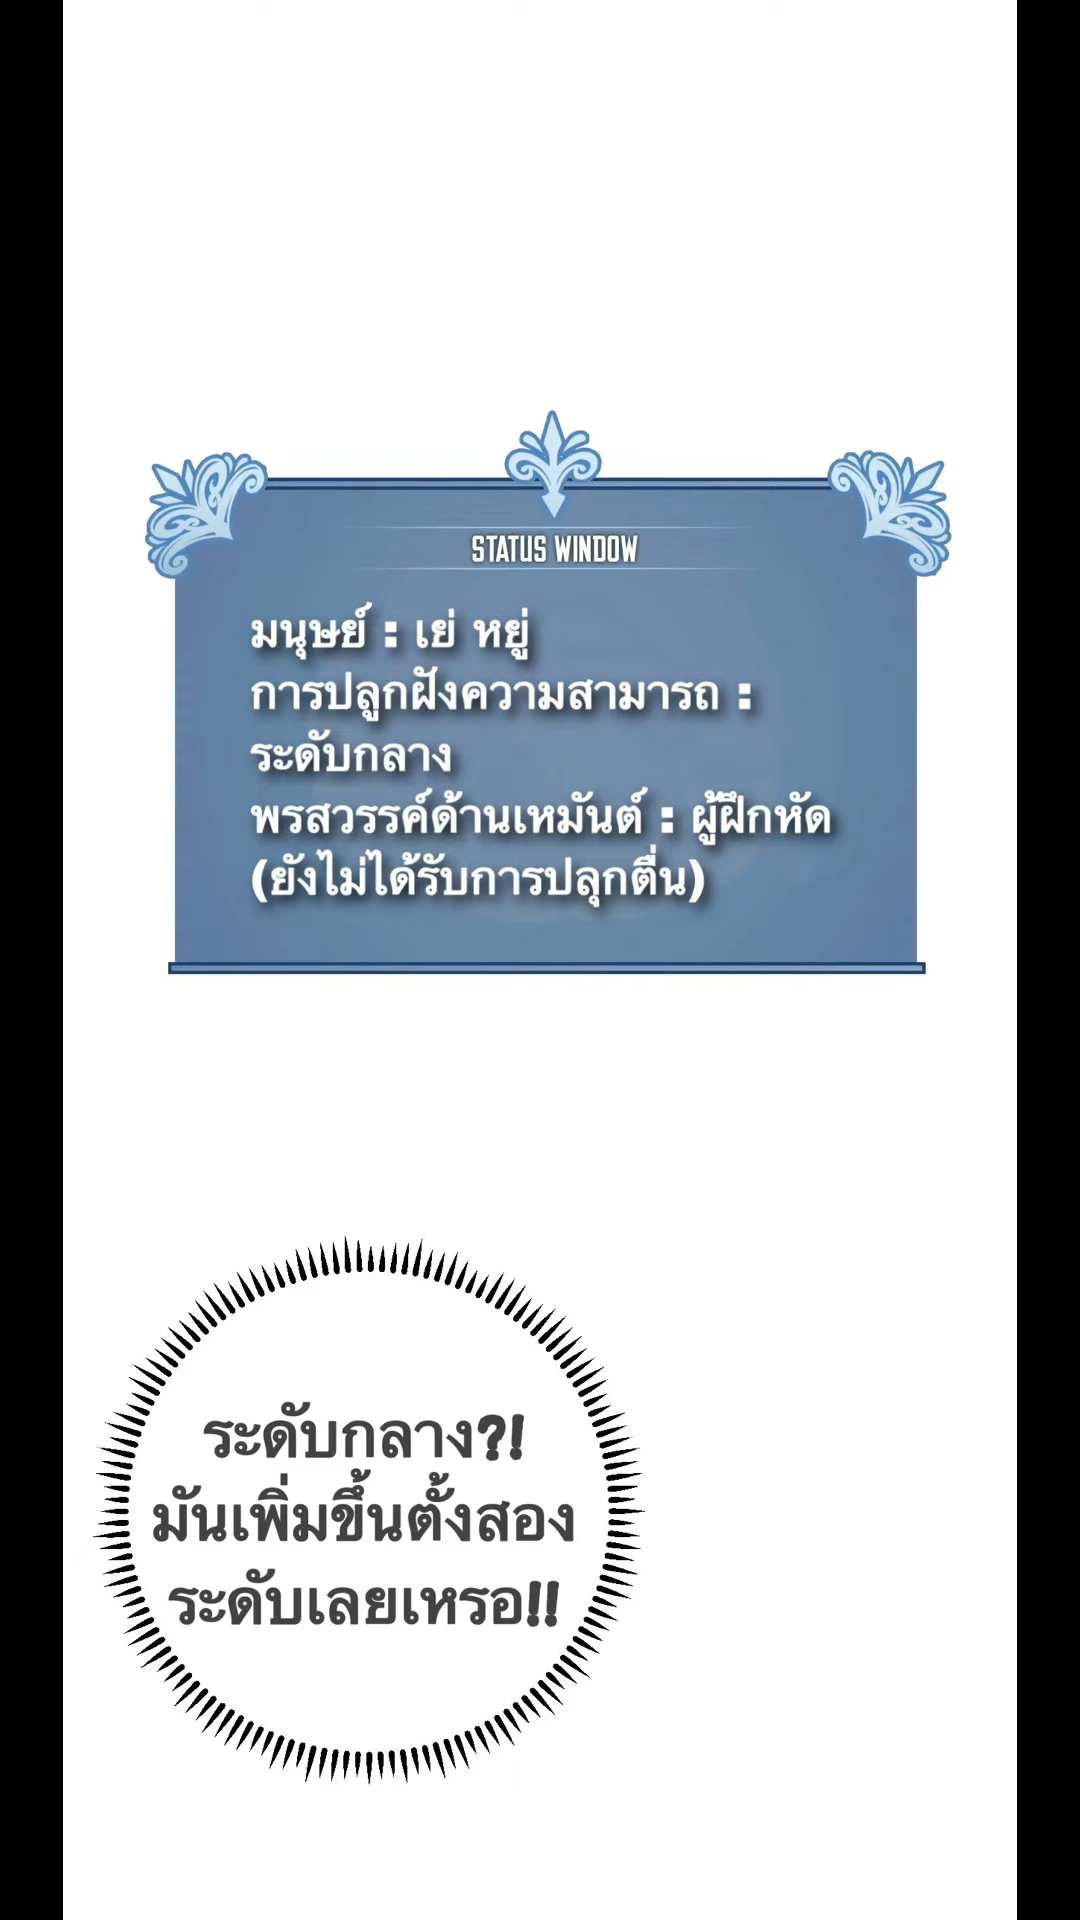 STATUS WINDOW
มนุษย์ : เย่ หยู่
การปลูกฝังความสามารถ :
ระดับกลาง
พรสวรรค์ด้านเหมันต์ : ผู้ฝึกหัด
(ยังไม่ได้รับการปลุกตื่น)
ระดับกลาง?!
มันเพิ่มขึ้นตั้งสอง
ระดับเลยเหรอ!!